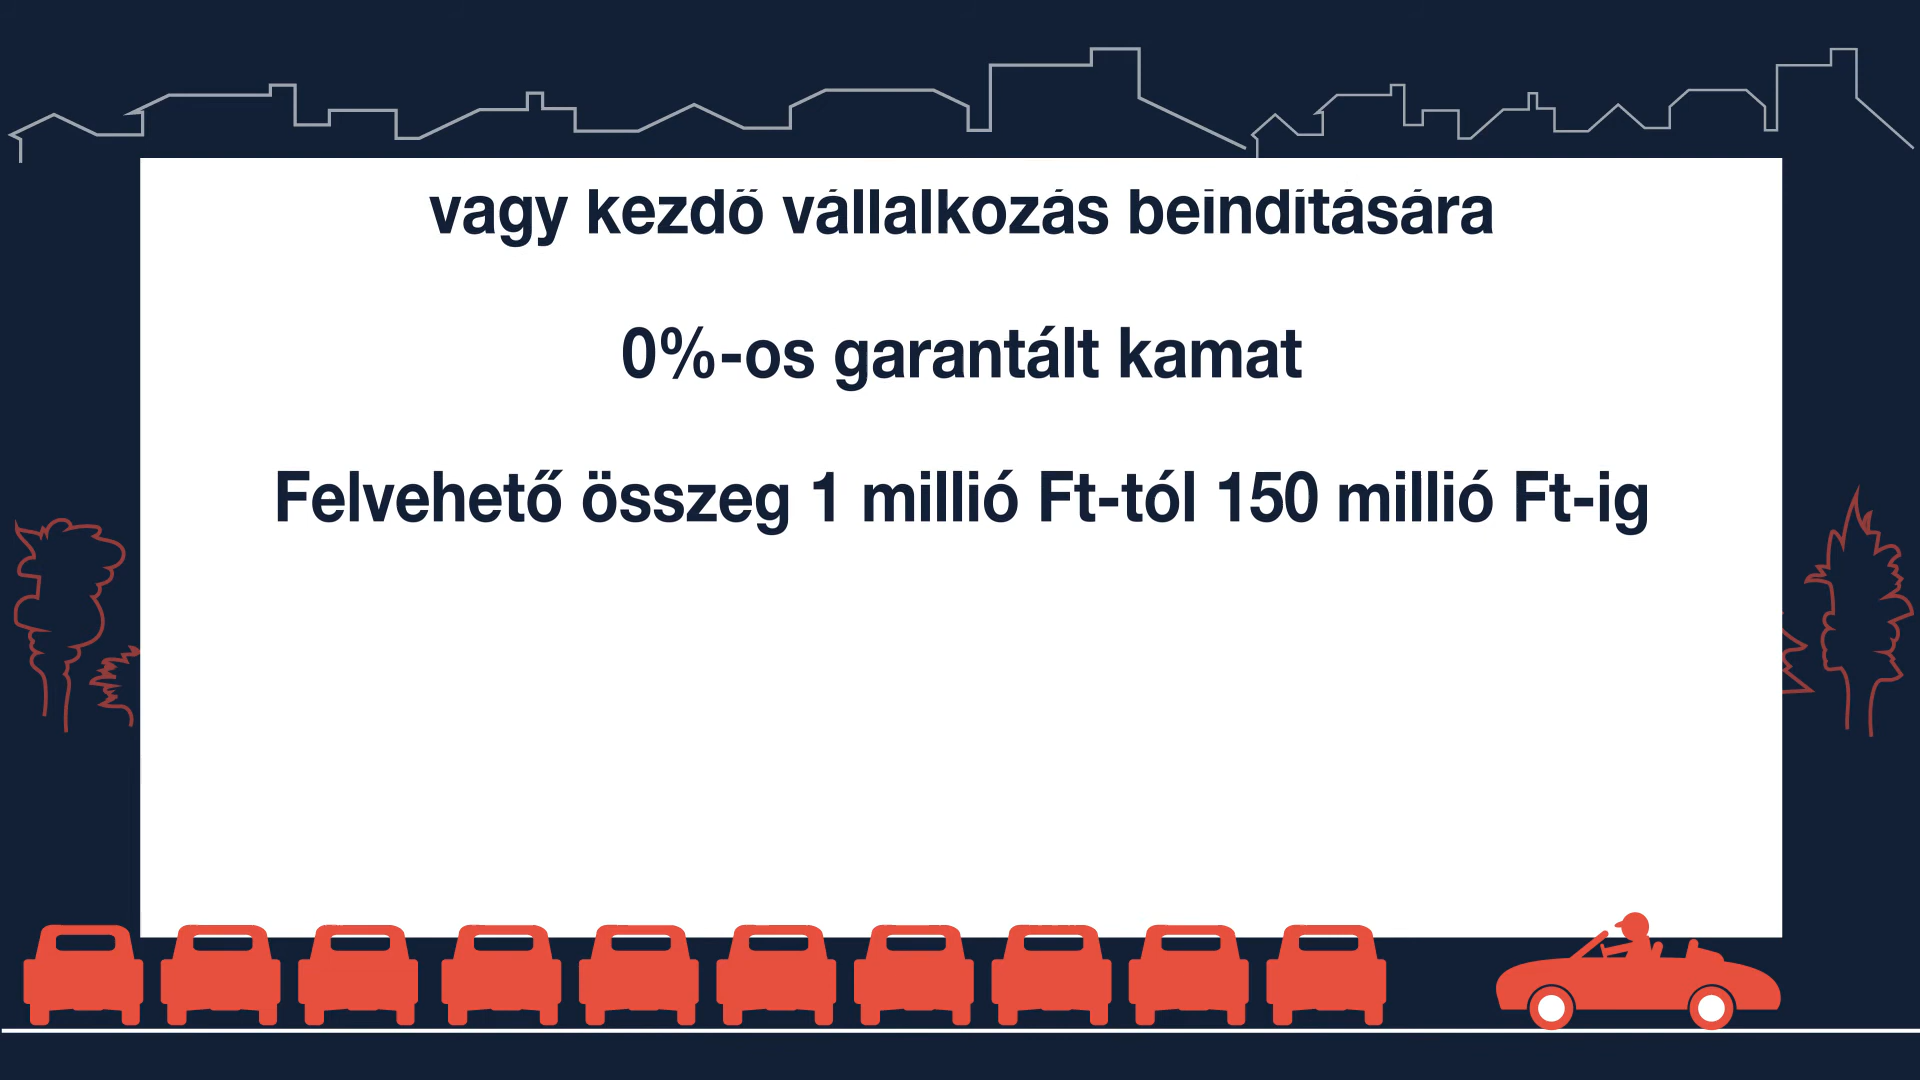 vagy kezdő vállalkozás beindítására
0%-os garantált kamat
Felvehető összeg 1 millió Ft-tól 150 millió Ft-ig